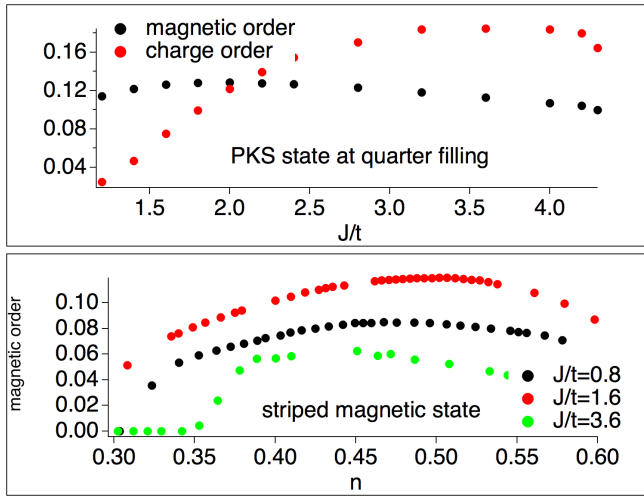 magnetic order
charge order
0.16
0.12
0.08
0.04
PKS state at quarter filling
1.5 2.0 2.5 3.0 3.5 4.0
J/t
magnetic order
0.10
0.08
0.06
0.04
0.02
0.00
J/t=0.8
J/t=1.6
J/t=3.6
striped magnetic state
0.30 0.35 0.40 0.45 0.50 0.55 0.60
n